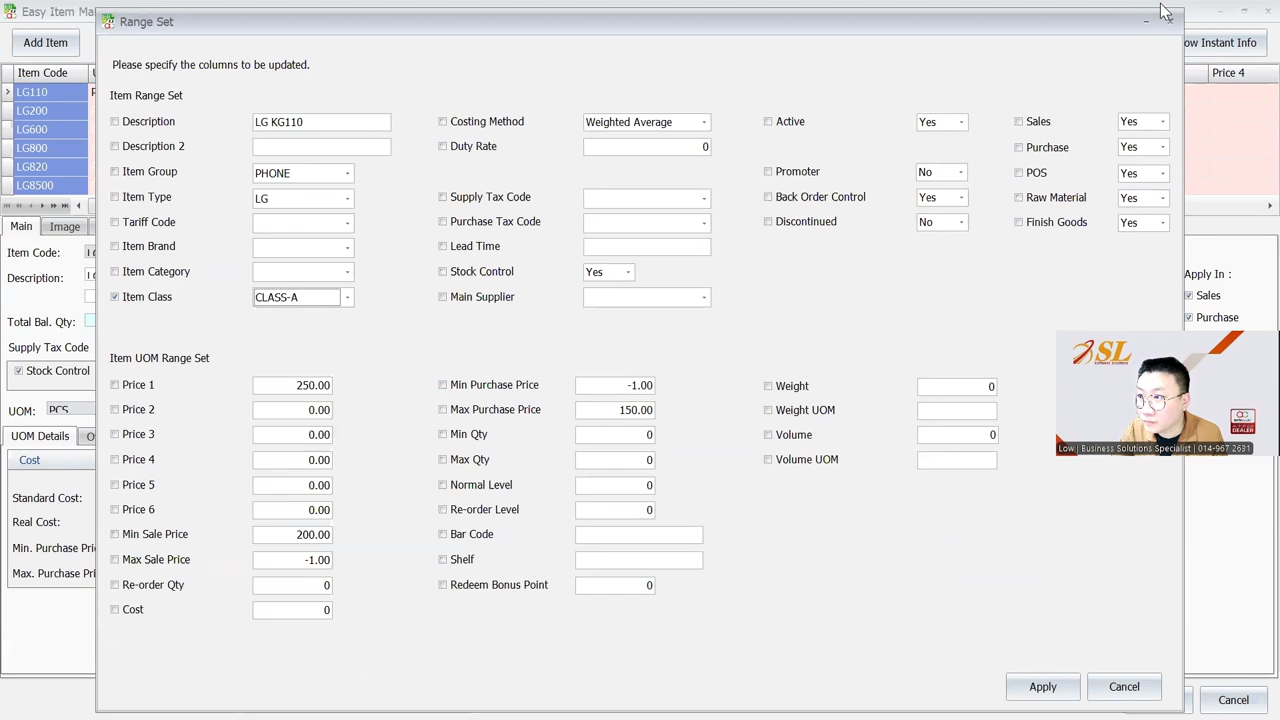 Easy Item Ma
Range Set
Add Item
ow Instant Info
Item Code
Price 4
LG110
LG200
LG600
LG800
LG820
LG8500
Main
Image
Item Code:
Description:
Total Bal. Qty:
Supply Tax Code
Stock Control
UOM:
PCS
UOM Details
Cost
Standard Cost:
Real Cost:
Min. Purchase Pri
Max. Purchase Pri
Please specify the columns to be updated.
Item Range Set
Description LG KG110 Costing Method Weighted Average Active Yes Sales Yes
Description 2 Duty Rate 0 Purchase Yes
Item Group PHONE Promoter No POS Yes
Item Type LG Supply Tax Code Back Order Control Yes Raw Material Yes
Tariff Code Purchase Tax Code Discontinued No Finish Goods Yes
Item Brand Lead Time
Item Category Stock Control Yes
Item Class CLASS-A Main Supplier
Item UOM Range Set
Price 1 250.00 Min Purchase Price -1.00 Weight 0
Price 2 0.00 Max Purchase Price 150.00 Weight UOM
Price 3 0.00 Min Qty 0 Volume 0
Price 4 0.00 Max Qty 0 Volume UOM
Price 5 0.00 Normal Level 0
Price 6 0.00 Re-order Level 0
Min Sale Price 200.00 Bar Code
Max Sale Price -1.00 Shelf
Re-order Qty 0 Redeem Bonus Point 0
Cost 0
Apply Cancel
Apply In :
Sales
Purchase
SL
DEALER
Low | Business Solutions Specialist | 014-967 2631
Cancel